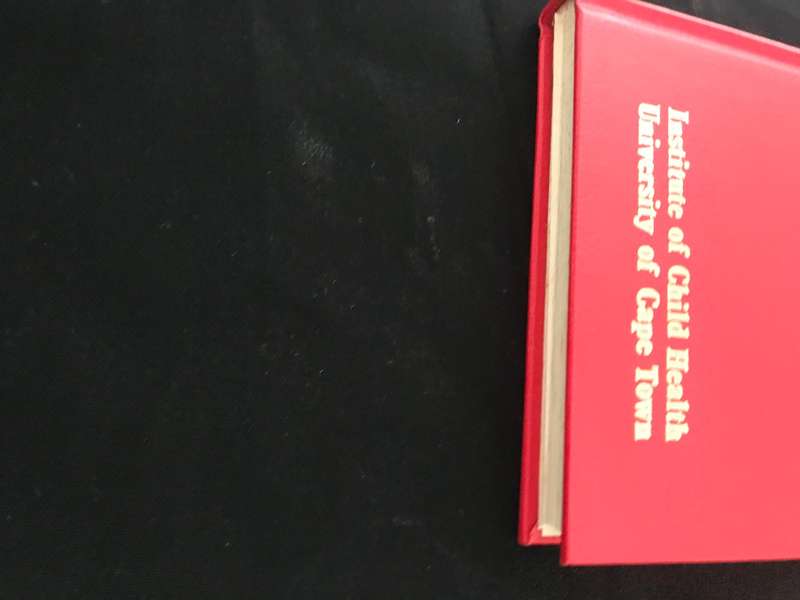 Institute of Child Health
University of Cape Town